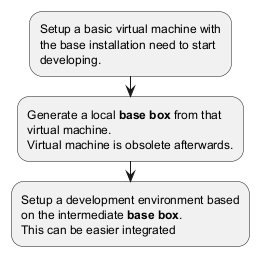 Setup a basic virtual machine with
the base installation need to start
developing.
Generate a local base box from that
virtual machine.
Virtual machine is obsolete afterwards.
Setup a development environment based
on the intermediate base box.
This can be easier integrated